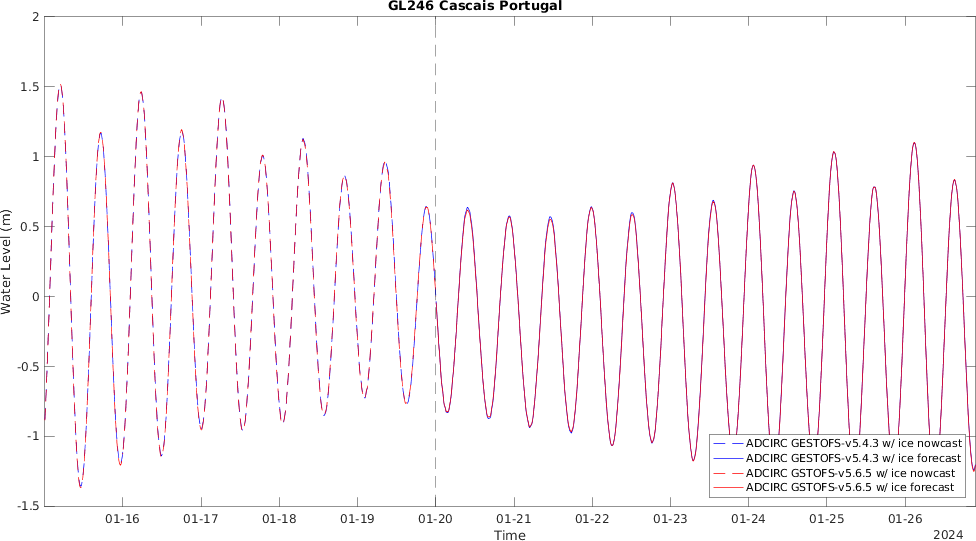 GL246 Cascais Portugal
2
1.5
1
0.5
0
-0.5
-1
-1.5
Water Level (m)
ADCIRC GESTOFS-v5.4.3 w/ ice nowcast
ADCIRC GESTOFS-v5.4.3 w/ ice forecast
ADCIRC GSTOFS-v5.6.5 w/ ice nowcast
ADCIRC GSTOFS-v5.6.5 w/ ice forecast
01-16 01-17 01-18 01-19 01-20 01-21 01-22 01-23 01-24 01-25 01-26
Time
2024